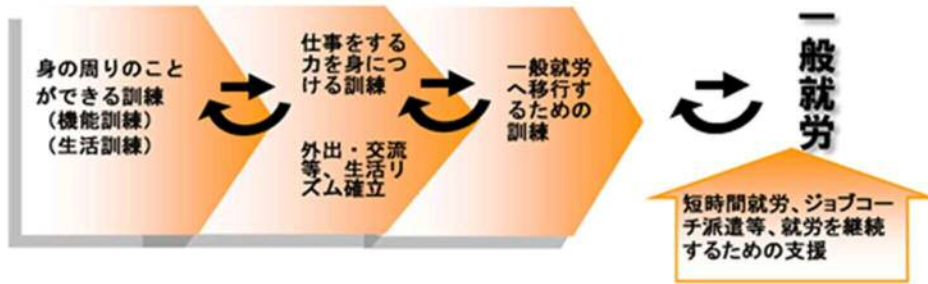 身の周りのこと
ができる訓練
（機能訓練）
（生活訓練）
仕事をする
力を身につ
ける訓練
外出・交流
等、生活リ
ズム確立
一般就労
へ移行す
るための
訓練
一般就労
短時間就労、ジョブコー
チ派遣等、就労を継続
するための支援